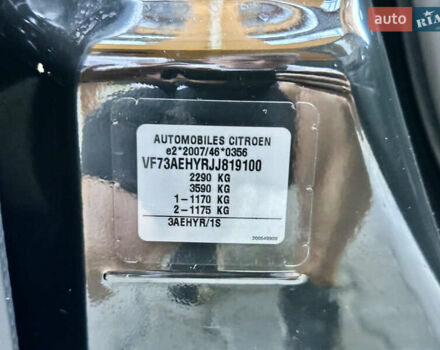 auto
RIA
AUTOMOBILES CITROEN
e2*2007/46*0356
VF73AEHYRJJ819100
2290 KG
3590 KG
1-1170 KG
2-1175 KG
3AEHYR/1S